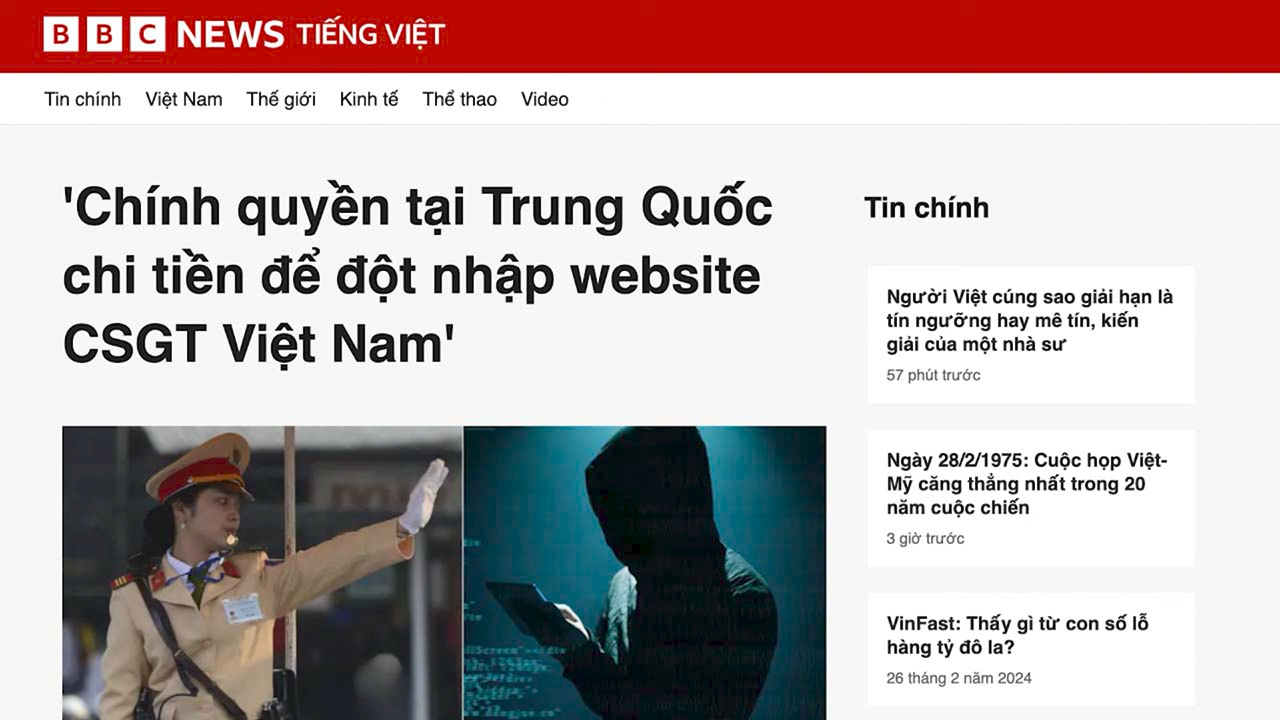 BBC NEWS TIẾNG VIỆT
Tin chính Việt Nam Thế giới Kinh tế Thể thao Video
'Chính quyền tại Trung Quốc
chi tiền để đột nhập website
CSGT Việt Nam'
Tin chính
Người Việt cúng sao giải hạn là
tín ngưỡng hay mê tín, kiến
giải của một nhà sư
57 phút trước
Ngày 28/2/1975: Cuộc họp Việt-
Mỹ căng thẳng nhất trong 20
năm cuộc chiến
3 giờ trước
VinFast: Thấy gì từ con số lỗ
hàng tỷ đô la?
26 tháng 2 năm 2024